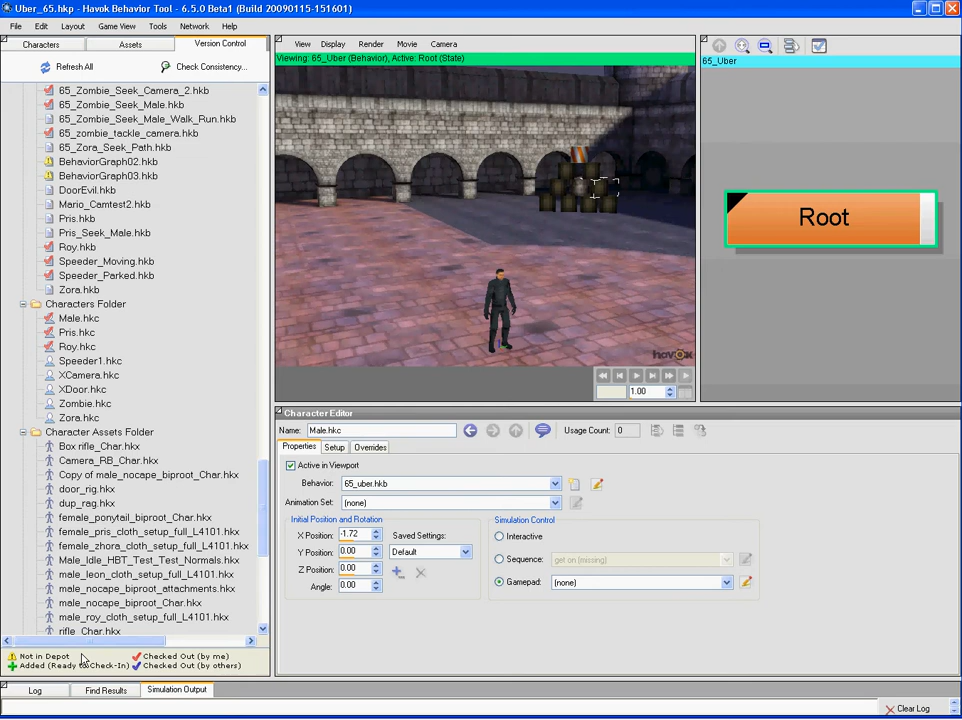 Uber_65.hkp - Havok Behavior Tool - 6.5.0 Beta1 (Build 20090115-151601)
File Edit Layout Game View Tools Network Help
Characters Assets Version Control
Refresh All Check Consistency...
65_Zombie_Seek_Camera_2.hkb
65_Zombie_Seek_Male.hkb
65_Zombie_Seek_Male_Walk_Run.hkb
65_zombie_tackle_camera.hkb
65_Zora_Seek_Path.hkb
BehaviorGraph02.hkb
BehaviorGraph03.hkb
DoorEvil.hkb
Mario_Camtest2.hkb
Pris.hkb
Pris_Seek_Male.hkb
Roy.hkb
Speeder_Moving.hkb
Speeder_Parked.hkb
Zora.hkb
Characters Folder
Male.hkc
Pris.hkc
Roy.hkc
Speeder1.hkc
XCamera.hkc
XDoor.hkc
Zombie.hkc
Zora.hkc
Character Assets Folder
Box rifle_Char.hkx
Camera_RB_Char.hkx
Copy of male_nocape_biproot_Char.hkx
door_rig.hkx
dup_rag.hkx
female_ponytail_biproot_Char.hkx
female_pris_cloth_setup_full_L4101.hkx
female_zhora_cloth_setup_full_L4101.hkx
Male_Idle_HBT_Test_Test_Normals.hkx
male_leon_cloth_setup_full_L4101.hkx
male_nocape_biproot_attachments.hkx
male_nocape_biproot_Char.hkx
male_roy_cloth_setup_full_L4101.hkx
rifle_Char.hkx
Not in Depot Checked Out (by me)
Added (Ready to Check-In) Checked Out (by others)
View Display Render Movie Camera
Viewing: 65_Uber (Behavior), Active: Root (State)
havok
1.00
65_Uber
Root
Character Editor
Name: Male.hkc Usage Count: 0
Properties Setup Overrides
Active in Viewport
Behavior: 65_uber.hkb
Animation Set: (none)
Initial Position and Rotation Simulation Control
X Position: -1.72 Saved Settings: Interactive
Y Position: 0.00 Default Sequence: get on (missing)
Z Position: 0.00 Gamepad: (none)
Angle: 0.00
Log Find Results Simulation Output
Clear Log